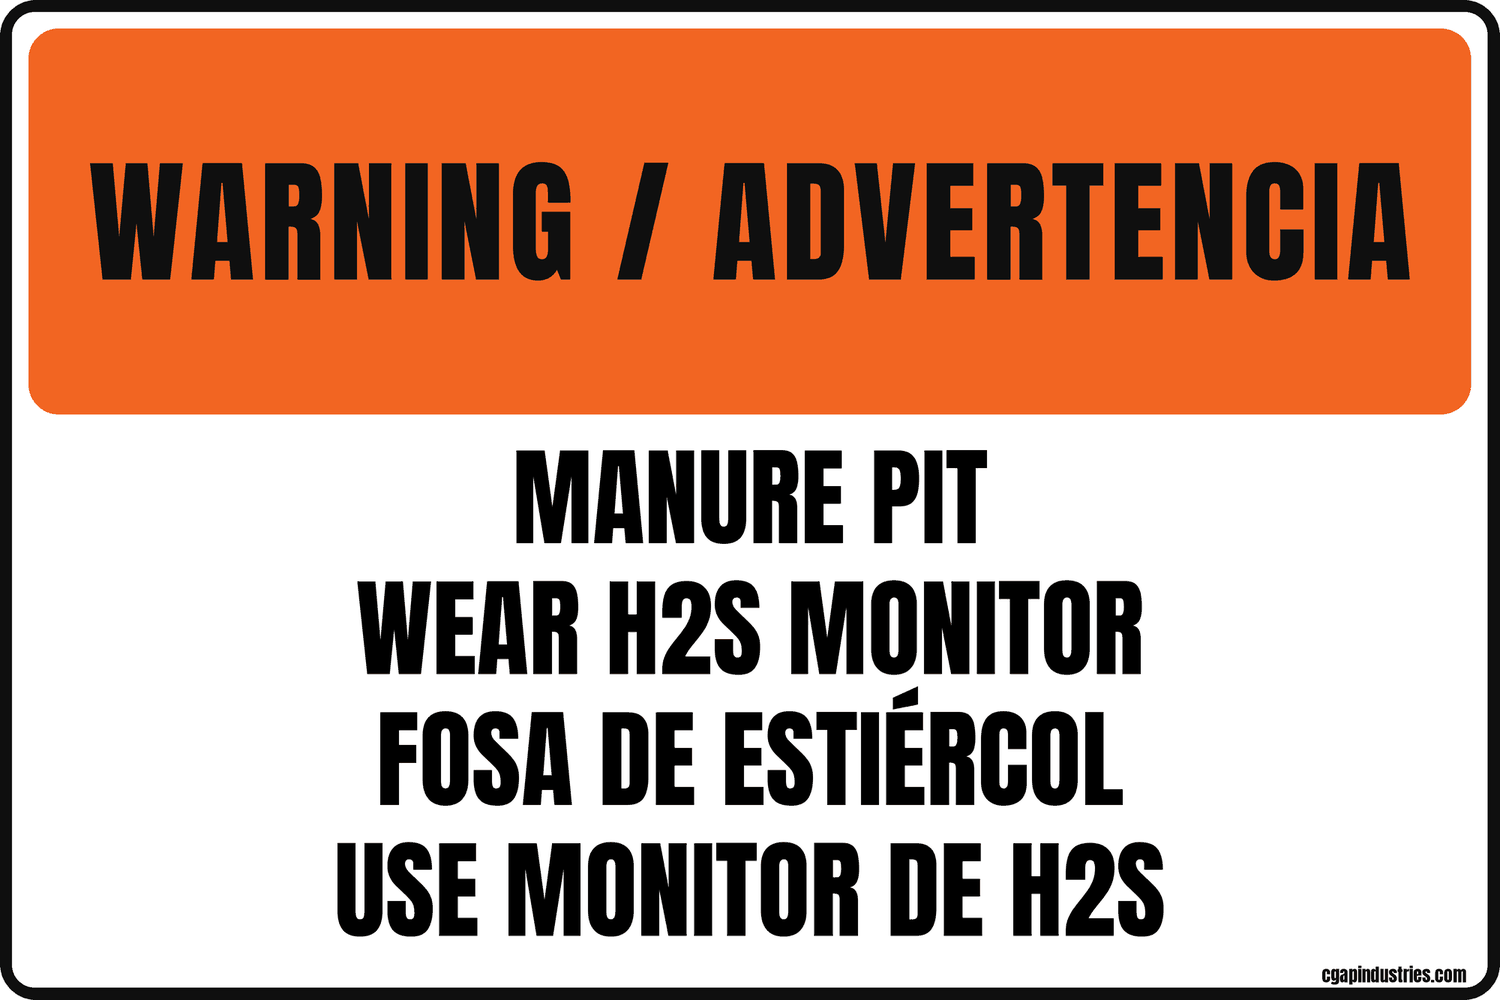 WARNING / ADVERTENCIA
MANURE PIT
WEAR H2S MONITOR
FOSA DE ESTIÉRCOL
USE MONITOR DE H2S
cgapindustries.com